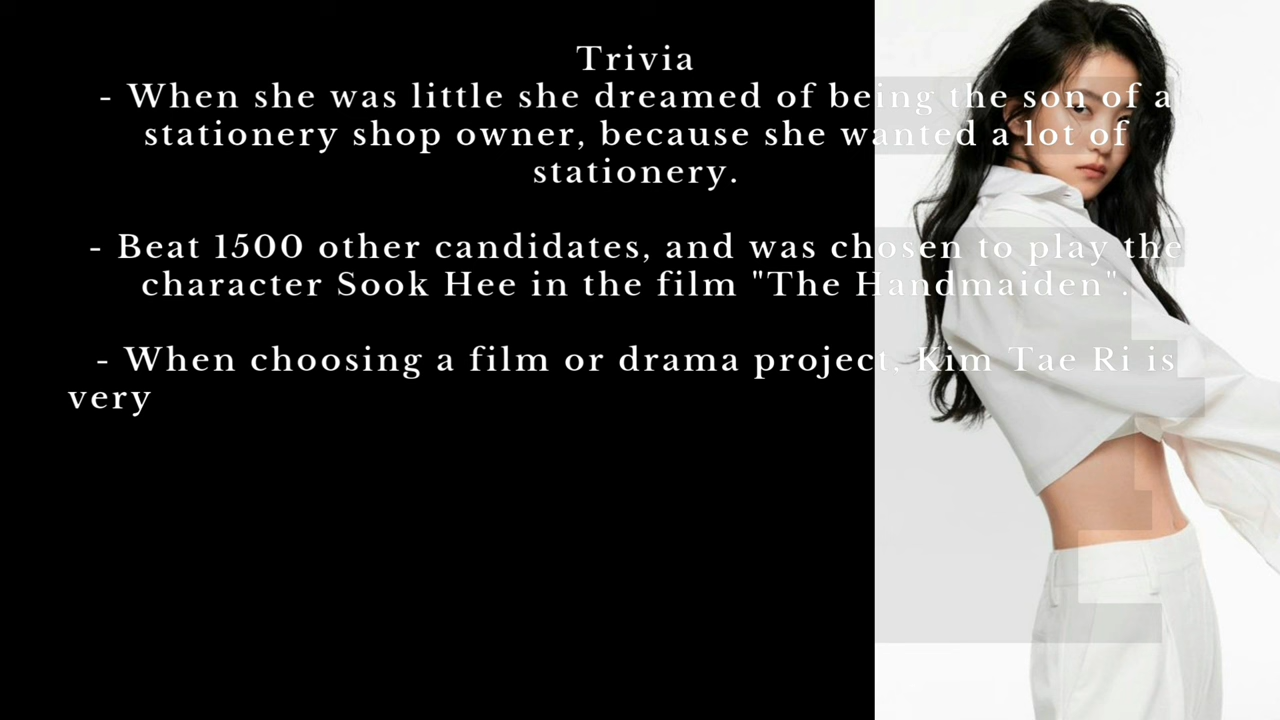 Trivia
- When she was little she dreamed of being the son of a
stationery shop owner, because she wanted a lot of
stationery.
- Beat 1500 other candidates, and was chosen to play the
character Sook Hee in the film "The Handmaiden".
- When choosing a film or drama project, Kim Tae Ri is
very